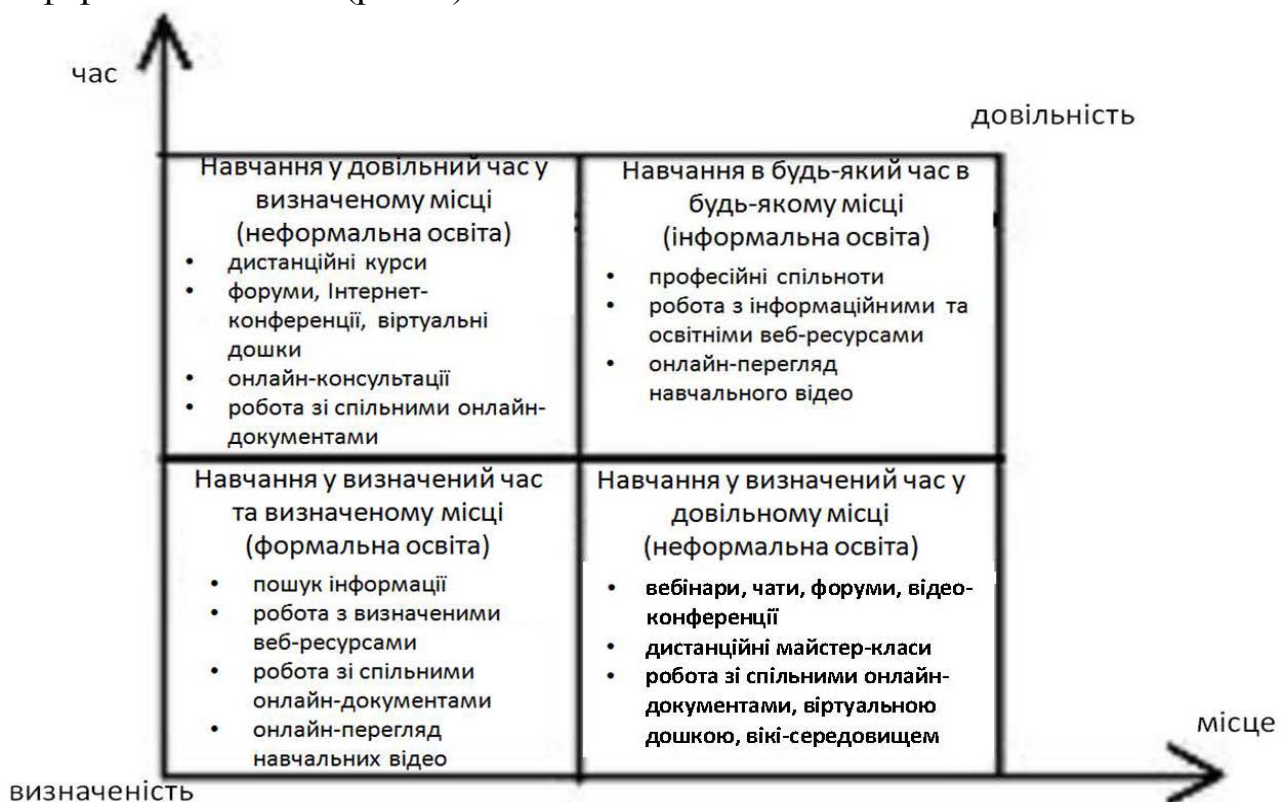 час
довільність
Навчання у довільний час у
визначеному місці
(неформальна освіта)
• дистанційні курси
• форуми, Інтернет-
конференції, віртуальні
дошки
• онлайн-консультації
• робота зі спільними онлайн-
документами
Навчання в будь-який час в
будь-якому місці
(інформальна освіта)
• професійні спільноти
• робота з інформаційними та
освітніми веб-ресурсами
• онлайн-перегляд
навчального відео
Навчання у визначений час
та визначеному місці
(формальна освіта)
• пошук інформації
• робота з визначеними
веб-ресурсами
• робота зі спільними
онлайн-документами
• онлайн-перегляд
навчальних відео
Навчання у визначений час у
довільному місці
(неформальна освіта)
• вебінари, чати, форуми, відео-
конференції
• дистанційні майстер-класи
• робота зі спільними онлайн-
документами, віртуальною
дошкою, вікі-середовищем
місце
визначеність